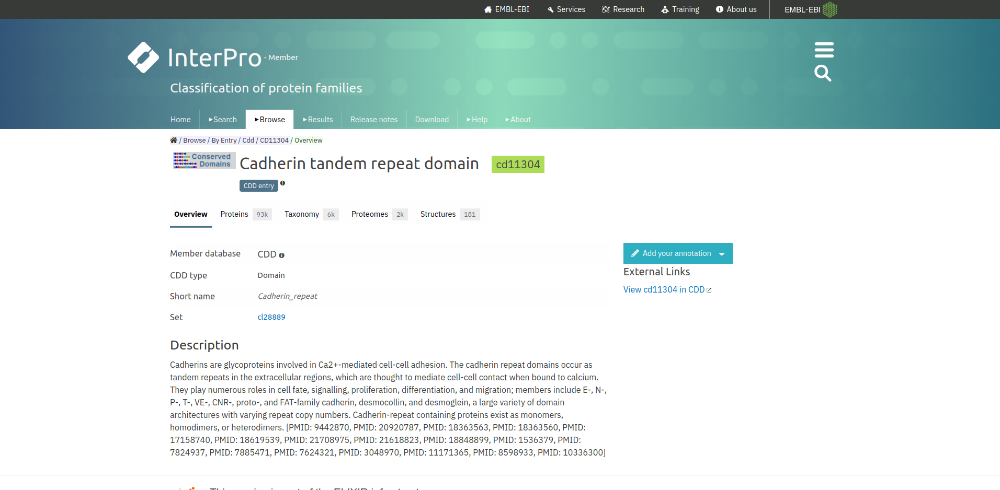 EMBL-EBI Services Research Training About us EMBL-EBI
InterPro - Member
Classification of protein families
Home ▸Search ▸Browse ▸Results Release notes Download ▸Help ▸About
/ Browse / By Entry / Cdd / CD11304 / Overview
Conserved
Domains
Cadherin tandem repeat domain cd11304
CDD entry
Overview Proteins 93k Taxonomy 6k Proteomes 2k Structures 181
Member database CDD
CDD type Domain
Short name Cadherin_repeat
Set cl28889
Add your annotation
External Links
View cd11304 in CDD
Description
Cadherins are glycoproteins involved in Ca2+-mediated cell-cell adhesion. The cadherin repeat domains occur as
tandem repeats in the extracellular regions, which are thought to mediate cell-cell contact when bound to calcium.
They play numerous roles in cell fate, signalling, proliferation, differentiation, and migration; members include E-, N-,
P-, T-, VE-, CNR-, proto-, and FAT-family cadherin, desmocollin, and desmoglein, a large variety of domain
architectures with varying repeat copy numbers. Cadherin-repeat containing proteins exist as monomers,
homodimers, or heterodimers. [PMID: 9442870, PMID: 20920787, PMID: 18363563, PMID: 18363560, PMID:
17158740, PMID: 18619539, PMID: 21708975, PMID: 21618823, PMID: 18848899, PMID: 1536379, PMID:
7824937, PMID: 7885471, PMID: 7624321, PMID: 3048970, PMID: 11171365, PMID: 8598933, PMID: 10336300]